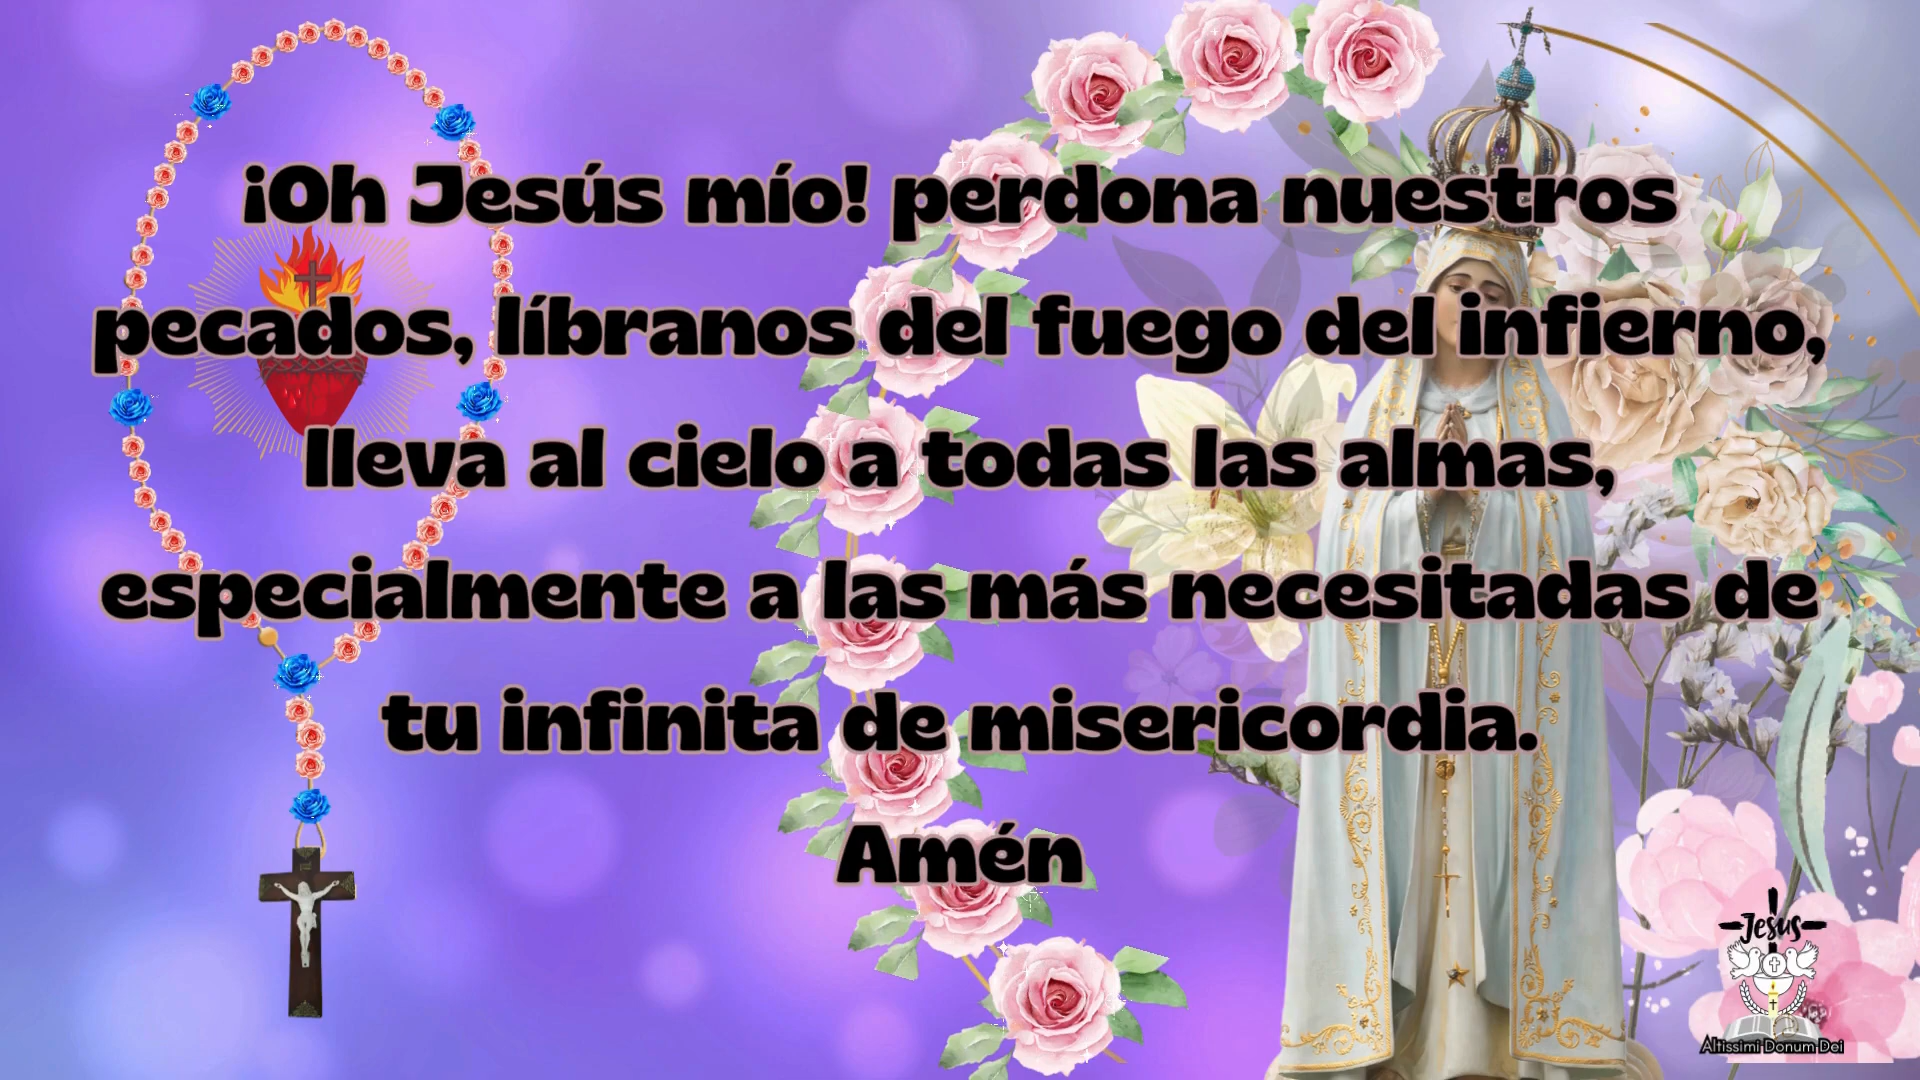 ¡Oh Jesús mío! perdona nuestros
pecados, líbranos del fuego del infierno,
lleva al cielo a todas las almas,
especialmente a las más necesitadas de
tu infinita de misericordia.
Amén
Jesus
Altissimi Donum Dei